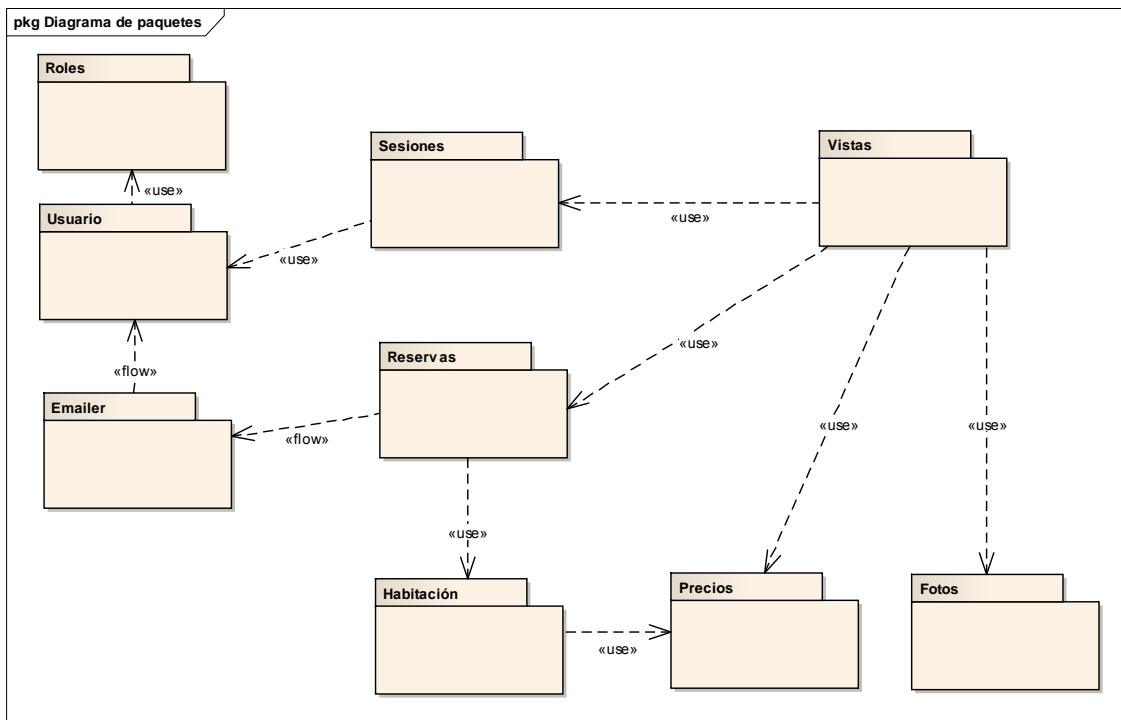 pkg Diagrama de paquetes
Roles
Sesiones
Vistas
«use»
Usuario
«use»
«use»
Reservas
«use»
«flow»
Emailer
«flow»
«use»
«use»
«use»
Habitación
Precios
Fotos
«use»